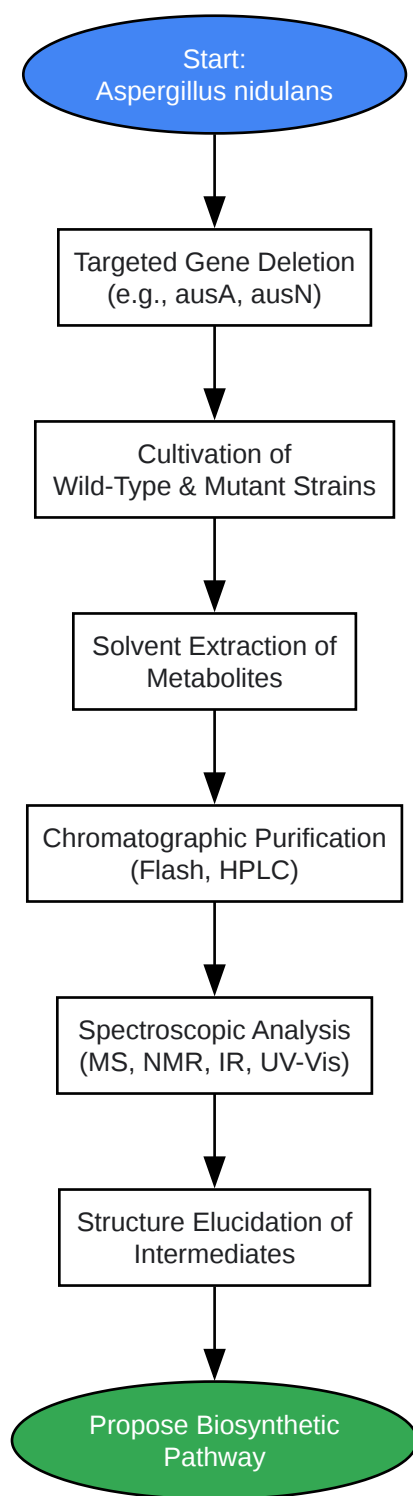 Start:
Aspergillus nidulans
Targeted Gene Deletion
(e.g., ausA, ausN)
Cultivation of
Wild-Type & Mutant Strains
Solvent Extraction of
Metabolites
Chromatographic Purification
(Flash, HPLC)
Spectroscopic Analysis
(MS, NMR, IR, UV-Vis)
Structure Elucidation of
Intermediates
Propose Biosynthetic
Pathway